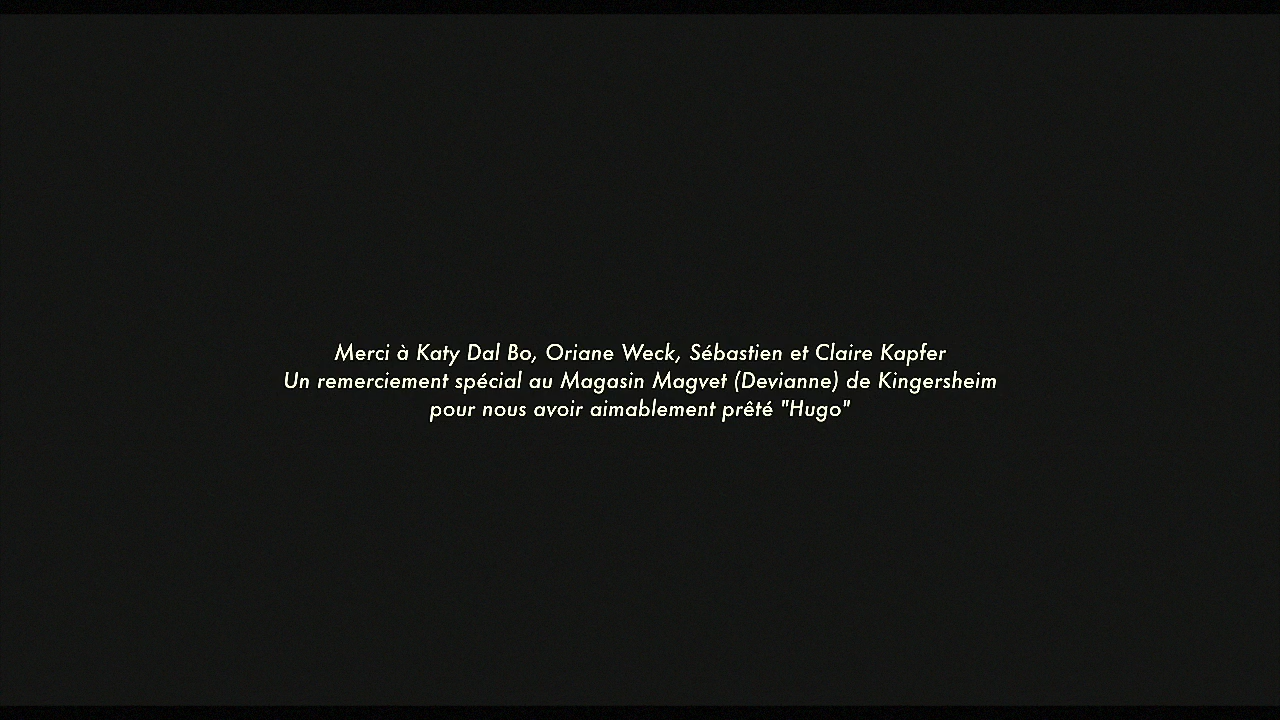 Merci à Katy Dal Bo, Oriane Weck, Sébastien et Claire Kapfer
Un remerciement spécial au Magasin Magvet (Devianne) de Kingersheim
pour nous avoir aimablement prêté "Hugo"